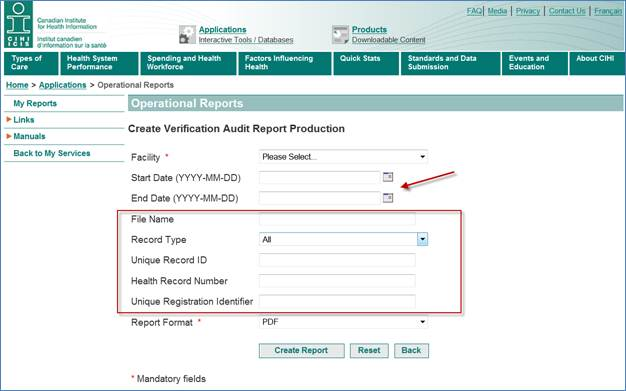 Canadian Institute
for Health Information
Institut canadien
d'information sur la santé
CIHI
ICIS
Applications
Interactive Tools / Databases
Products
Downloadable Content
FAQ | Media | Privacy | Contact Us | Français
Types of
Care
Health System
Performance
Spending and Health
Workforce
Factors Influencing
Health
Quick Stats
Standards and Data
Submission
Events and
Education
About CIHI
Home > Applications > Operational Reports
My Reports
Links
Manuals
Back to My Services
Operational Reports
Create Verification Audit Report Production
Facility * Please Select...
Start Date (YYYY-MM-DD)
End Date (YYYY-MM-DD)
File Name
Record Type All
Unique Record ID
Health Record Number
Unique Registration Identifier
Report Format * PDF
Create Report Reset Back
* Mandatory fields